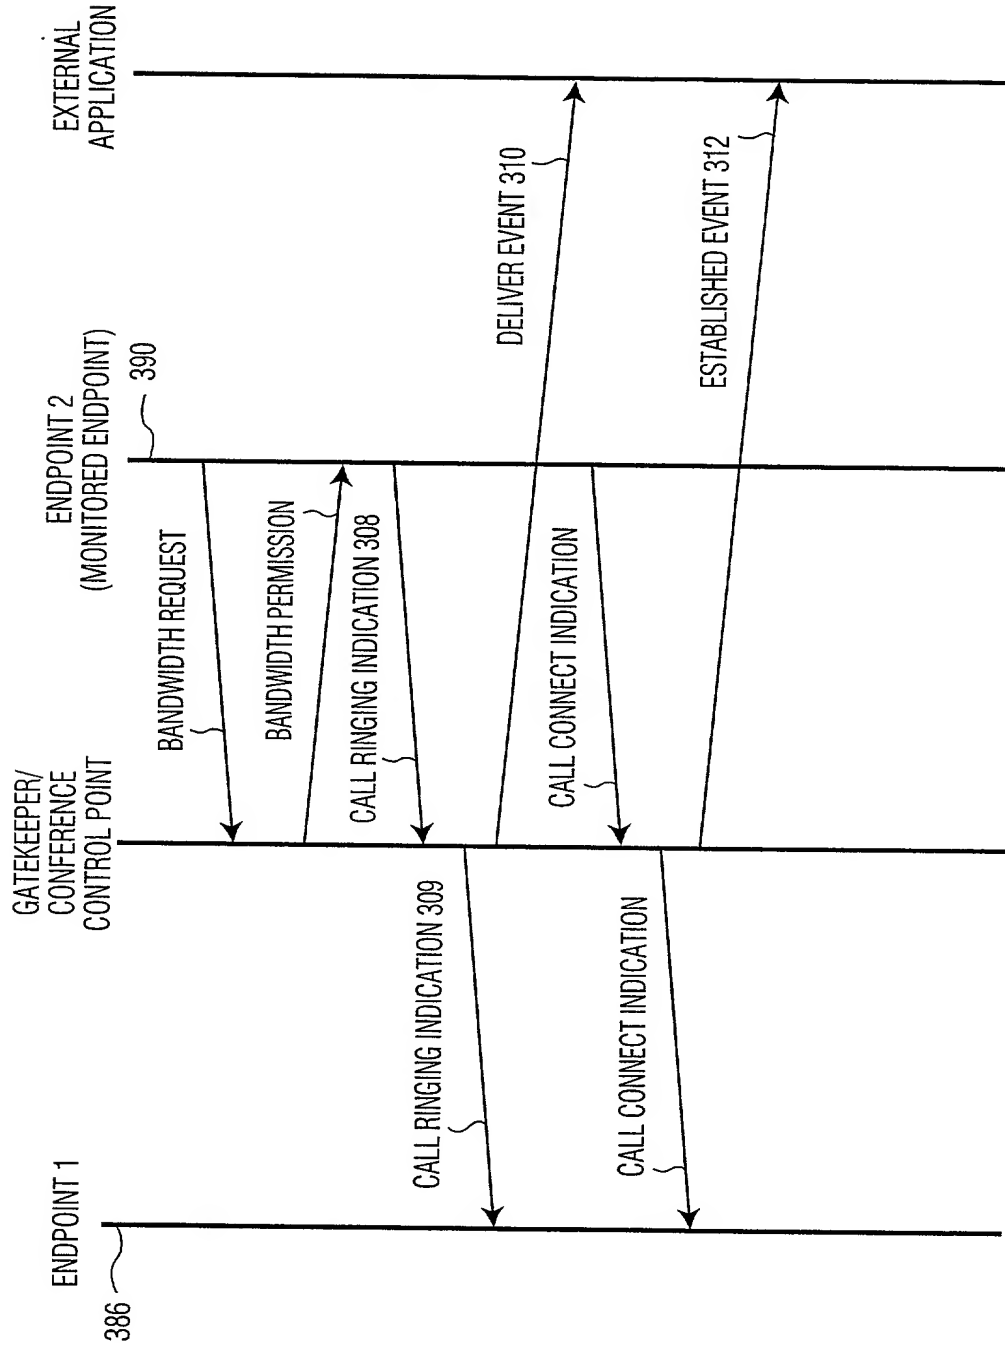 ENDPOINT 1
386
GATEKEEPER/
CONFERENCE
CONTROL POINT
ENDPOINT 2
(MONITORED ENDPOINT)
390
EXTERNAL
APPLICATION
BANDWIDTH REQUEST
BANDWIDTH PERMISSION
CALL RINGING INDICATION 308
CALL RINGING INDICATION 309
DELIVER EVENT 310
CALL CONNECT INDICATION
CALL CONNECT INDICATION
ESTABLISHED EVENT 312